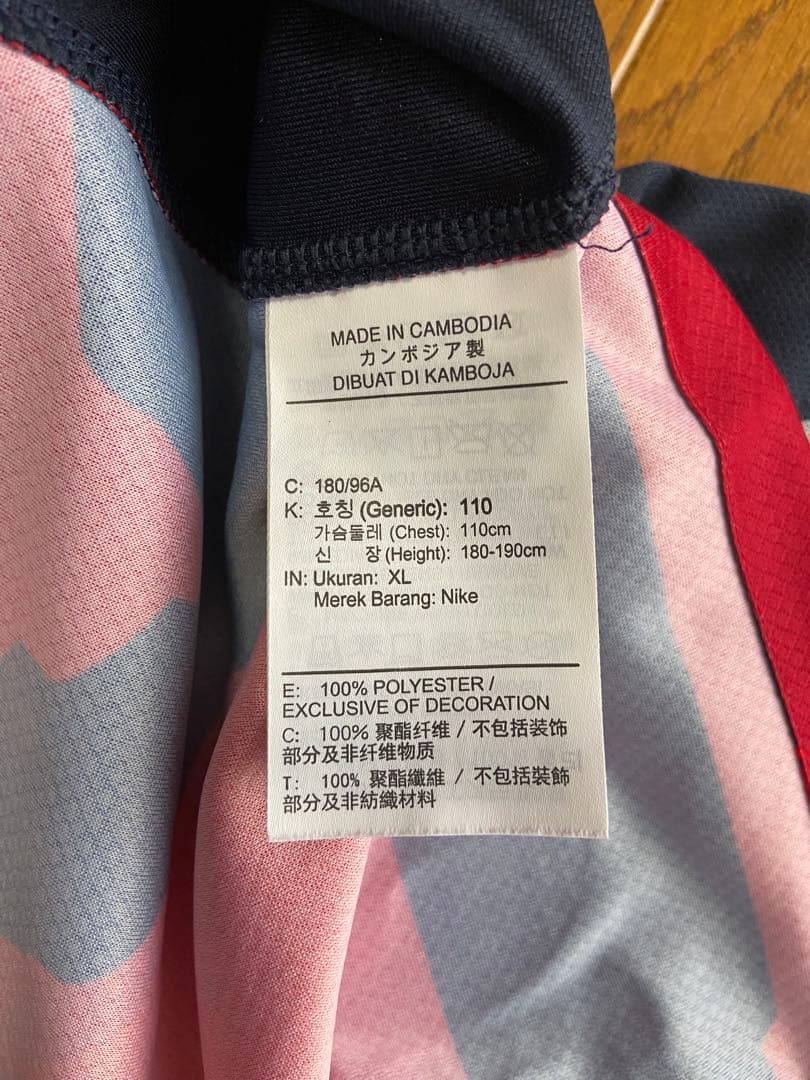 MADE IN CAMBODIA
カンボジア製
DIBUAT DI KAMBOJA
C: 180/96A
K: 호칭 (Generic): 110
가슴둘레 (Chest): 110cm
신 장 (Height): 180-190cm
IN: Ukuran: XL
Merek Barang: Nike
E: 100% POLYESTER /
EXCLUSIVE OF DECORATION
C: 100% 聚酯纤维 / 不包括装饰
部分及非纤维物质
T: 100% 聚酯纖維 / 不包括裝飾
部分及非紡織材料